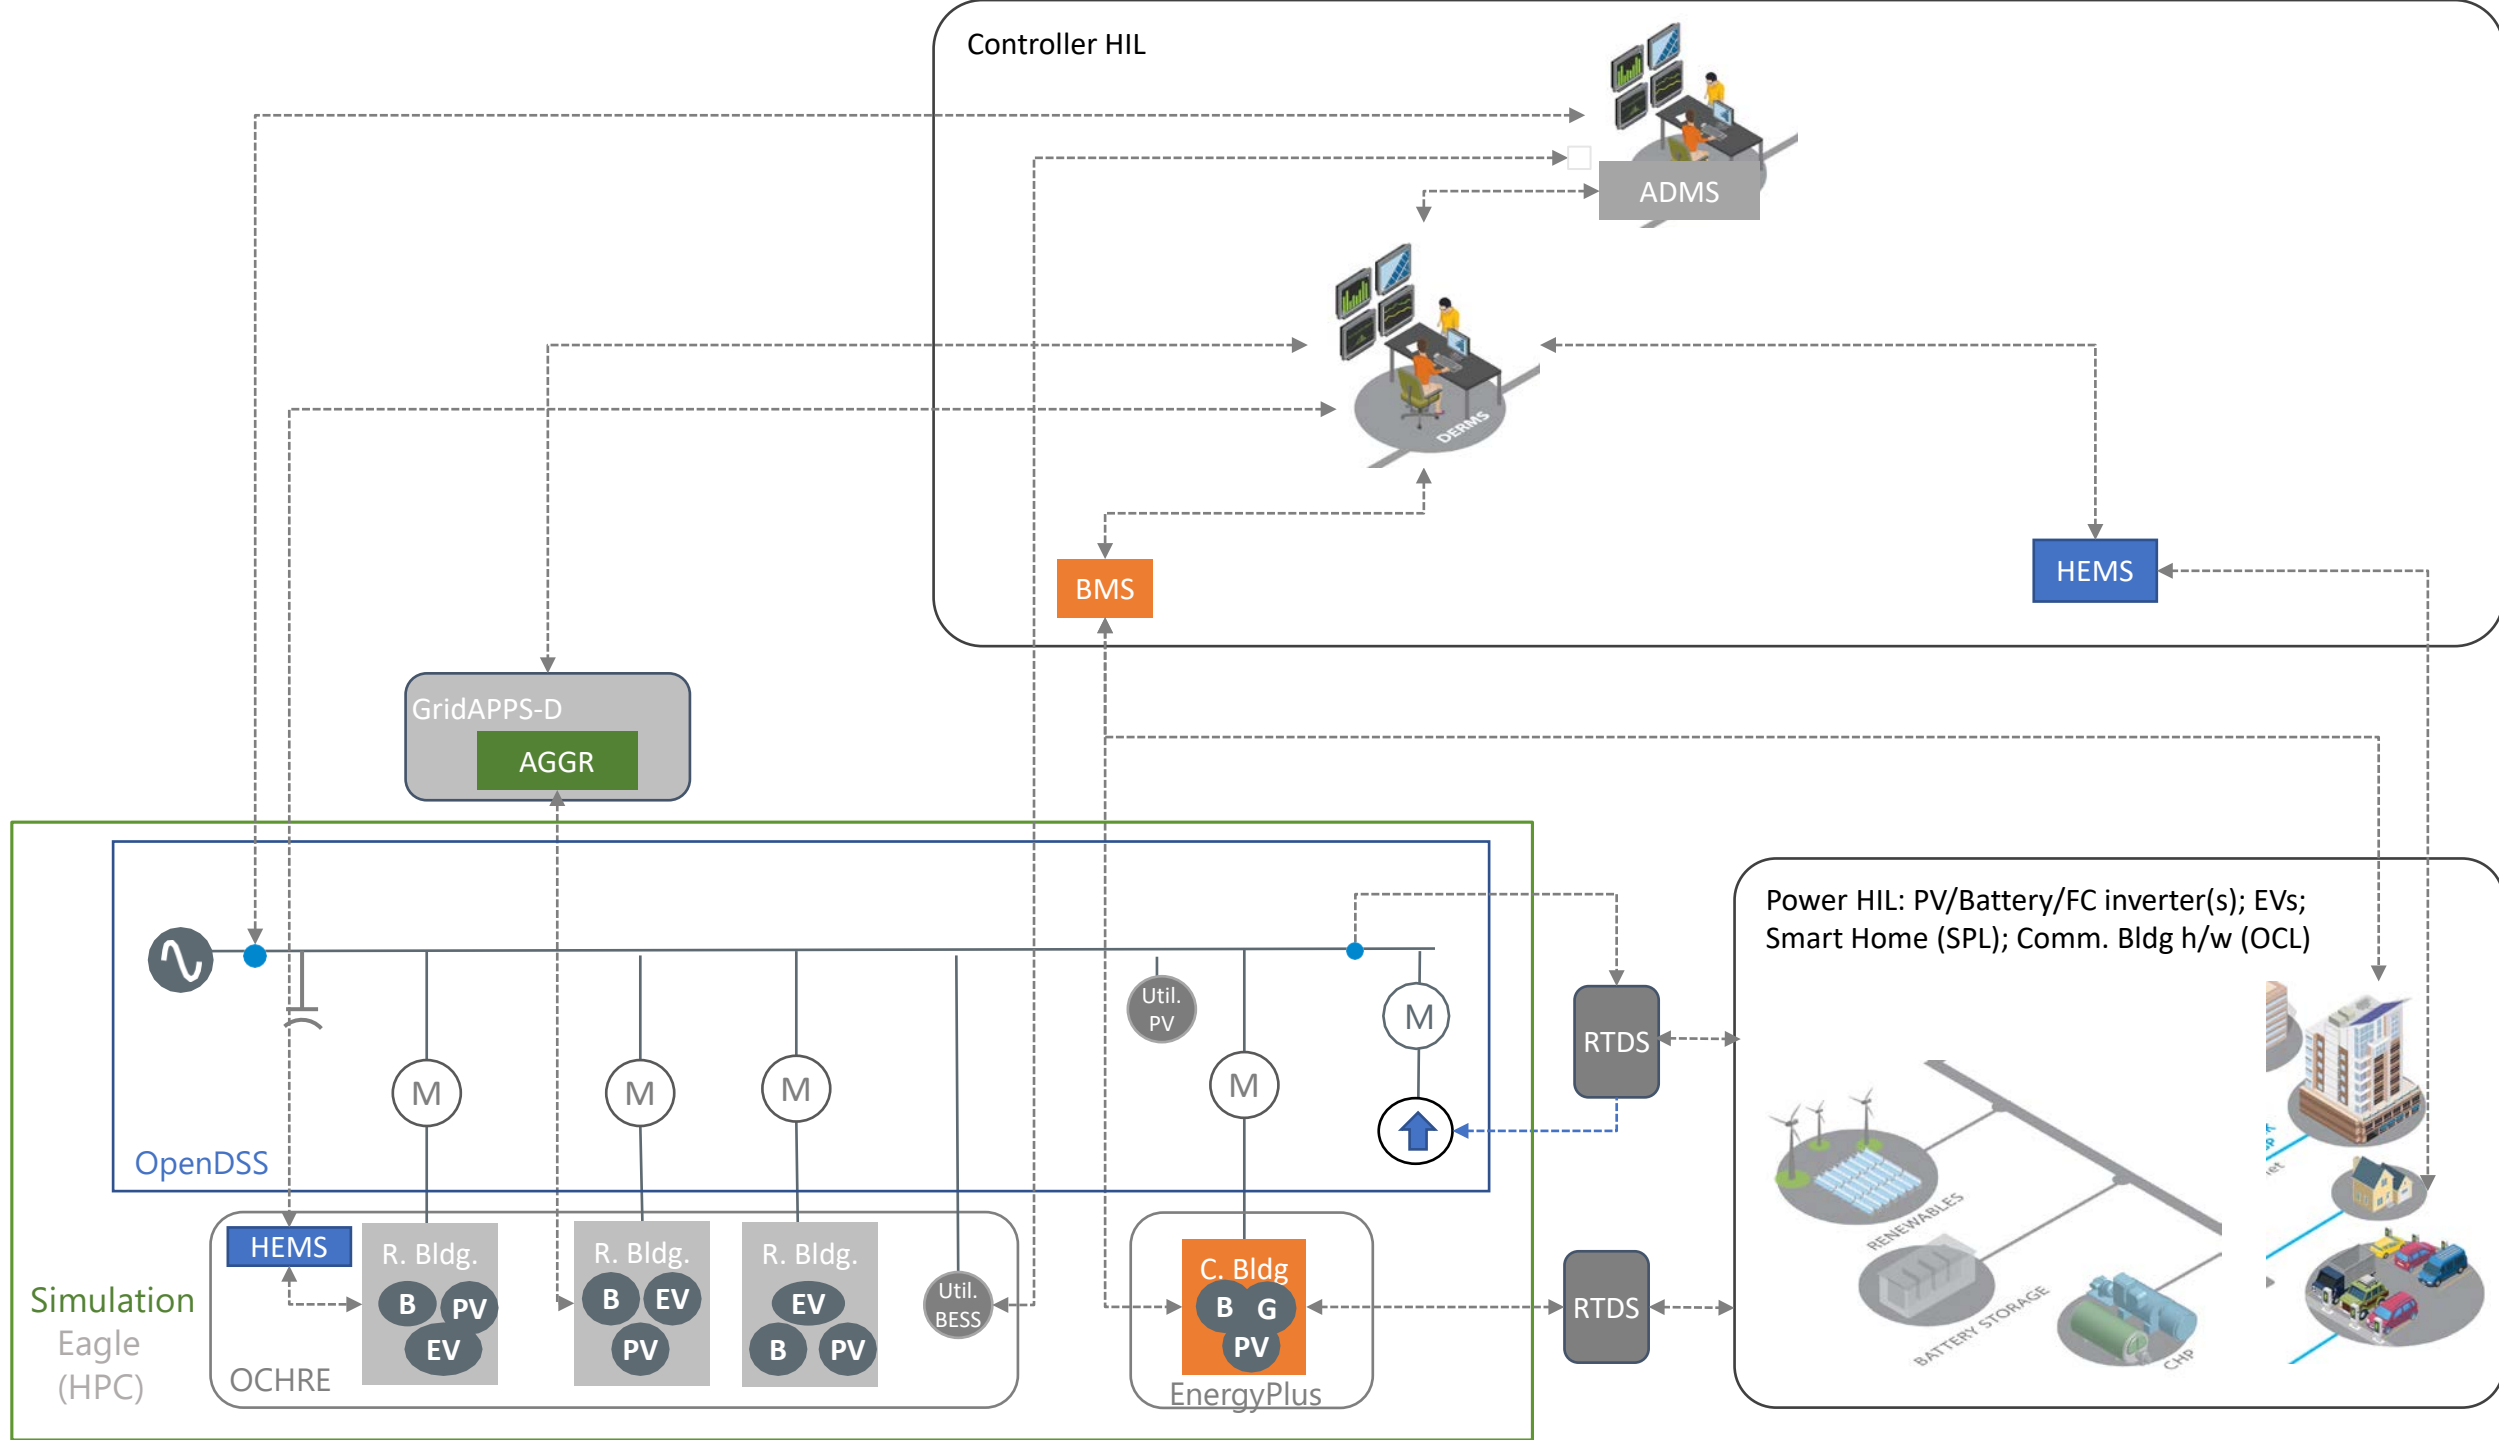 Controller HIL
ADMS
DERMS
BMS
HEMS
GridAPPS-D
AGGR
Power HIL: PV/Battery/FC inverter(s); EVs;
Smart Home (SPL); Comm. Bldg h/w (OCL)
Util.
PV
M
RTDS
M
M
M
M
OpenDSS
RENEWABLES
BATTERY STORAGE
CHP
HEMS
R. Bldg.
B
PV
EV
R. Bldg.
B
EV
PV
R. Bldg.
EV
B
PV
Util.
BESS
C. Bldg
B
G
PV
RTDS
Simulation
Eagle
(HPC)
OCHRE
EnergyPlus